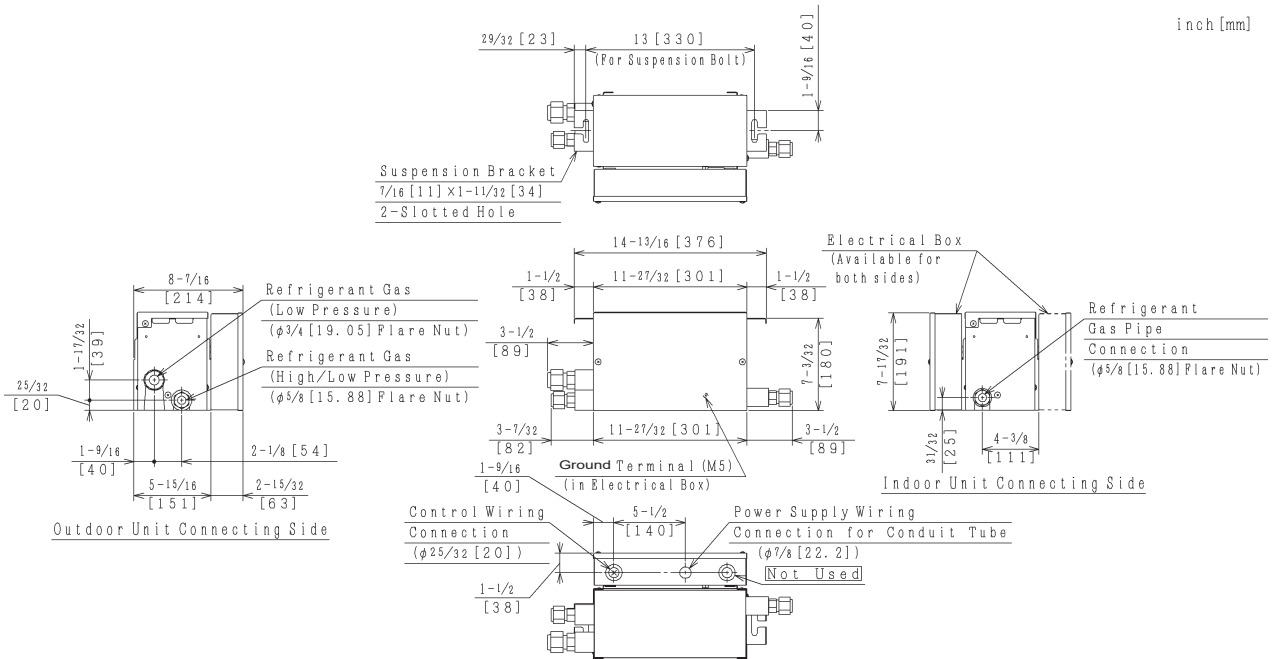 inch [mm]
29/32 [23]
13 [330]
(For Suspension Bolt)
1-9/16 [40]
Suspension Bracket
7/16 [11] ×1-11/32 [34]
2-Slotted Hole
8-7/16
[214]
Refrigerant Gas
(Low Pressure)
(φ3/4 [19.05] Flare Nut)
Refrigerant Gas
(High/Low Pressure)
(φ5/8 [15.88] Flare Nut)
1-17/32
[39]
25/32
[20]
1-9/16
[40]
2-1/8 [54]
5-15/16
[151]
2-15/32
[63]
Outdoor Unit Connecting Side
14-13/16 [376]
1-1/2
[38]
11-27/32 [301]
1-1/2
[38]
3-1/2
[89]
7-3/32
[180]
3-7/32
[82]
11-27/32 [301]
3-1/2
[89]
Ground Terminal (M5)
(in Electrical Box)
Electrical Box
(Available for
both sides)
Refrigerant
Gas Pipe
Connection
(φ5/8 [15.88] Flare Nut)
7-17/32
[191]
31/32
[25]
4-3/8
[111]
Indoor Unit Connecting Side
1-9/16
[40]
5-1/2
[140]
Control Wiring
Connection
(φ25/32 [20])
Power Supply Wiring
Connection for Conduit Tube
(φ7/8 [22.2])
Not Used
1-1/2
[38]